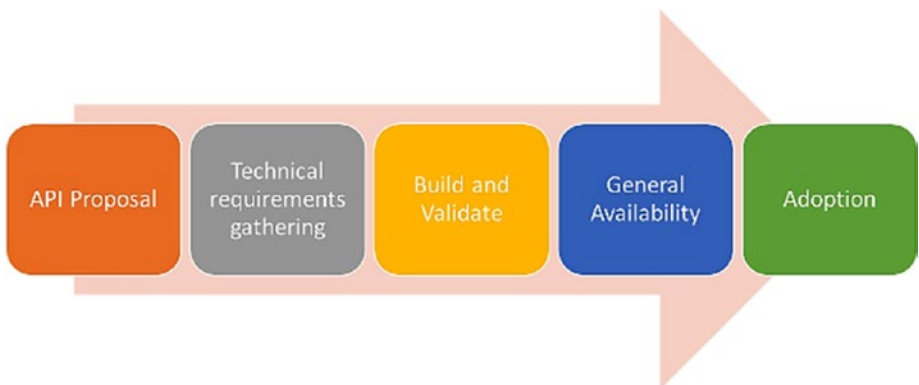 API Proposal
Technical
requirements
gathering
Build and
Validate
General
Availability
Adoption